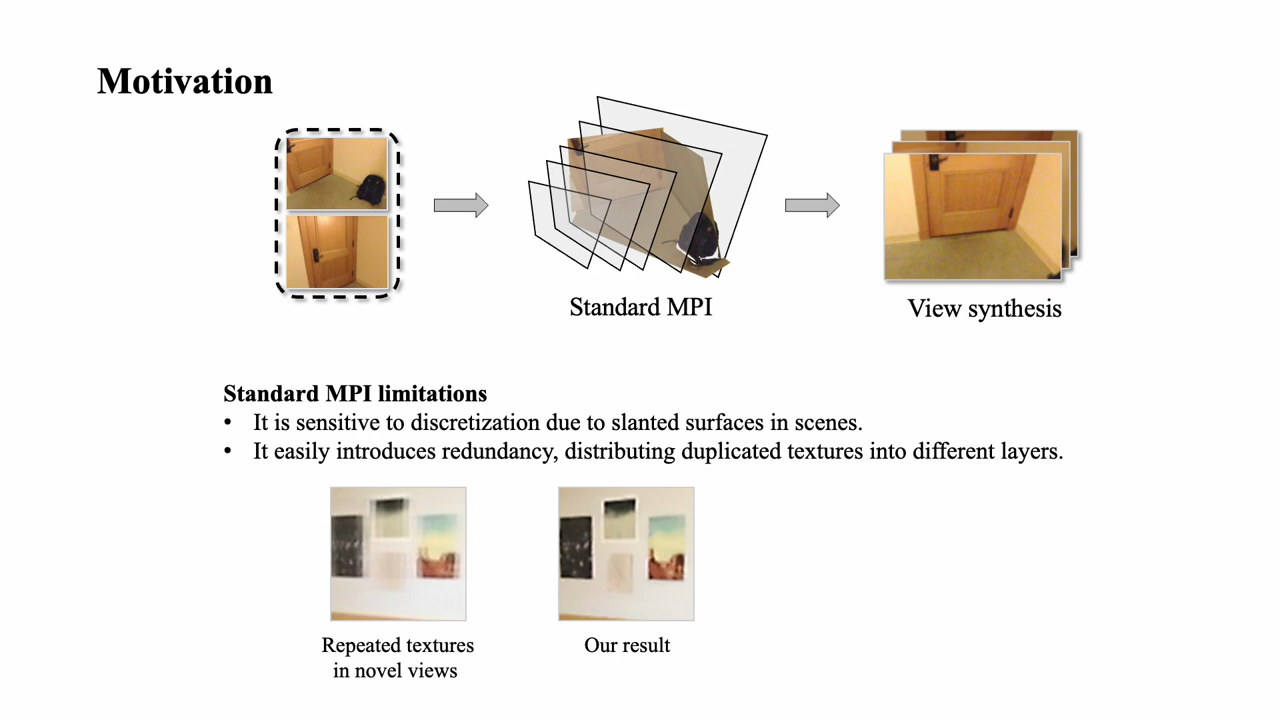 Motivation
Standard MPI
View synthesis
Standard MPI limitations
• It is sensitive to discretization due to slanted surfaces in scenes.
• It easily introduces redundancy, distributing duplicated textures into different layers.
Repeated textures
in novel views
Our result